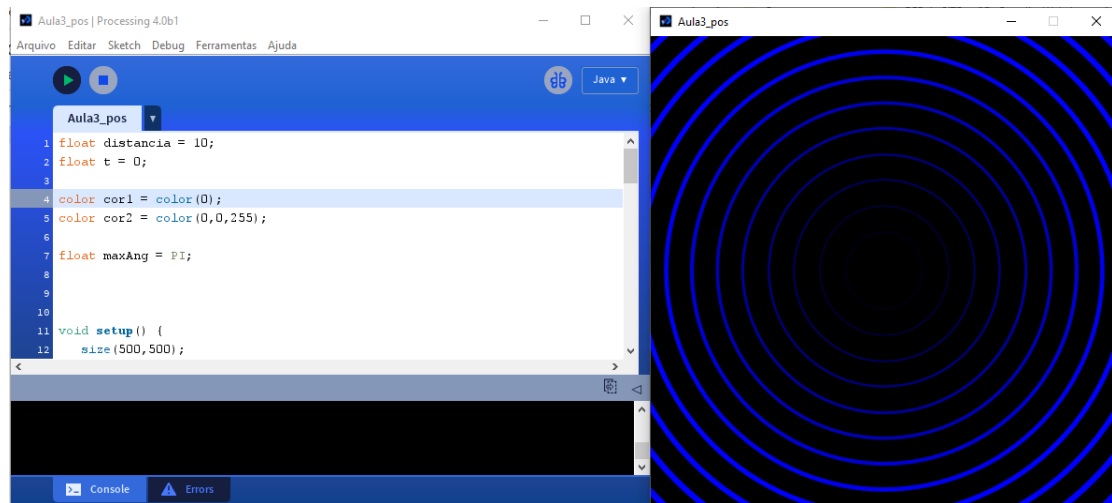 Aula3_pos | Processing 4.0b1
Arquivo Editar Sketch Debug Ferramentas Ajuda
Java ▾
Aula3_pos
1 float distancia = 10;
2 float t = 0;
3
4 color cor1 = color(0);
5 color cor2 = color(0,0,255);
6
7 float maxAng = PI;
8
9
10
11 void setup() {
12 size(500,500);
Console Errors
Aula3_pos